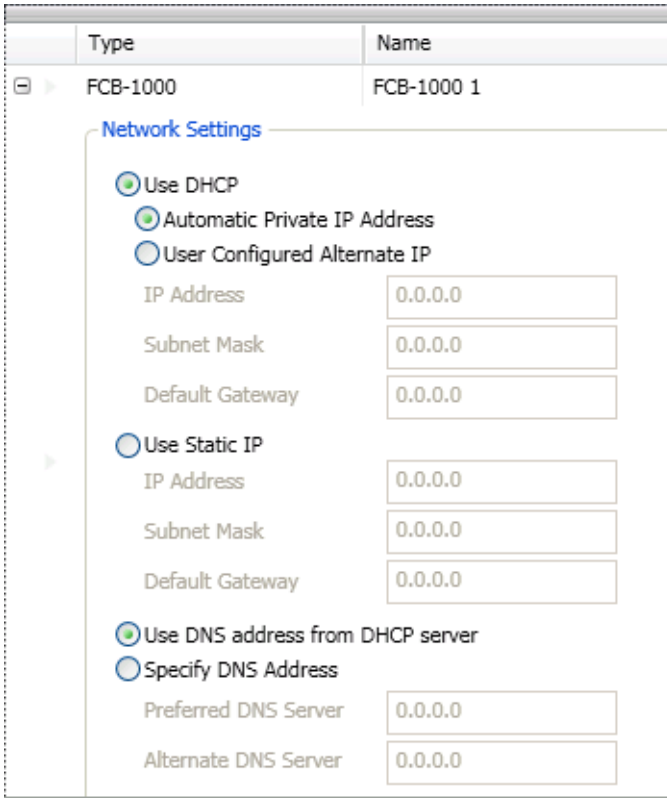 Type Name
FCB-1000 FCB-1000 1
Network Settings
Use DHCP
Automatic Private IP Address
User Configured Alternate IP
IP Address 0.0.0.0
Subnet Mask 0.0.0.0
Default Gateway 0.0.0.0
Use Static IP
IP Address 0.0.0.0
Subnet Mask 0.0.0.0
Default Gateway 0.0.0.0
Use DNS address from DHCP server
Specify DNS Address
Preferred DNS Server 0.0.0.0
Alternate DNS Server 0.0.0.0